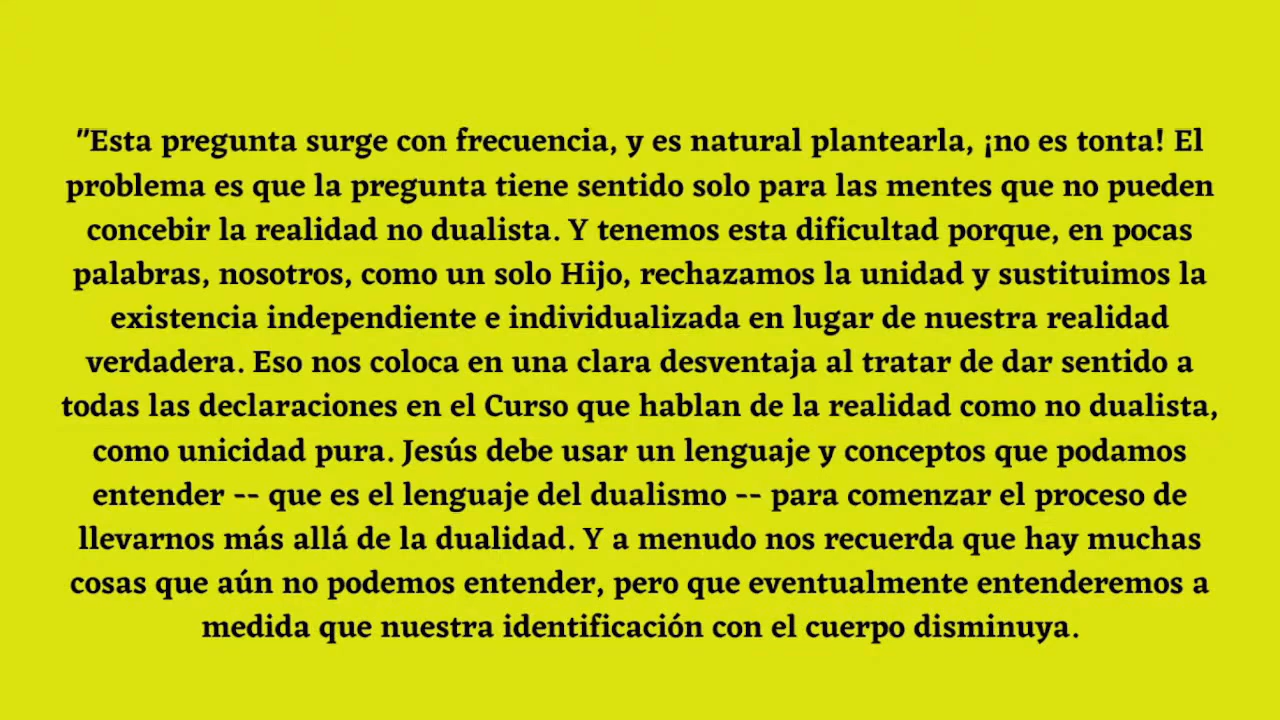 "Esta pregunta surge con frecuencia, y es natural plantearla, ¡no es tonta! El
problema es que la pregunta tiene sentido solo para las mentes que no pueden
concebir la realidad no dualista. Y tenemos esta dificultad porque, en pocas
palabras, nosotros, como un solo Hijo, rechazamos la unidad y sustituimos la
existencia independiente e individualizada en lugar de nuestra realidad
verdadera. Eso nos coloca en una clara desventaja al tratar de dar sentido a
todas las declaraciones en el Curso que hablan de la realidad como no dualista,
como unicidad pura. Jesús debe usar un lenguaje y conceptos que podamos
entender -- que es el lenguaje del dualismo -- para comenzar el proceso de
llevarnos más allá de la dualidad. Y a menudo nos recuerda que hay muchas
cosas que aún no podemos entender, pero que eventualmente entenderemos a
medida que nuestra identificación con el cuerpo disminuya.